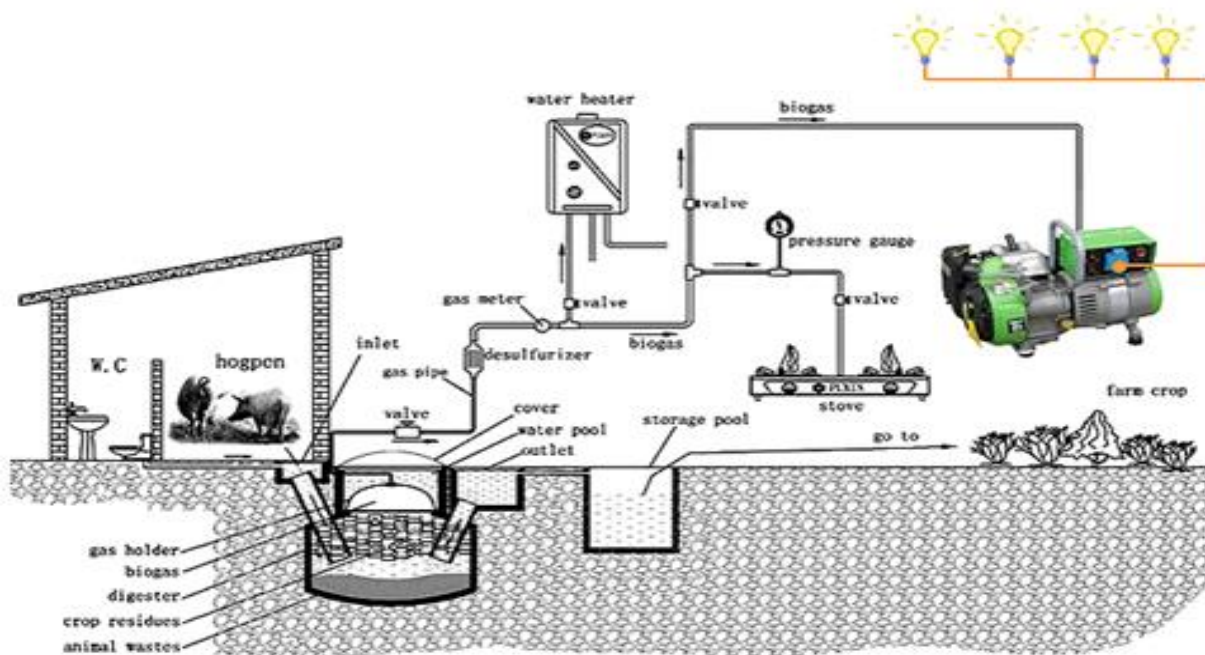 water heater
biogas
valve
pressure gauge
gas meter
valve
valve
inlet
desulfurizer
biogas
W.C
hogpen
gas pipe
PUXIN
stove
farm crop
valve
cover
water pool
storage pool
outlet
go to
gas holder
biogas
digester
crop residues
animal wastes